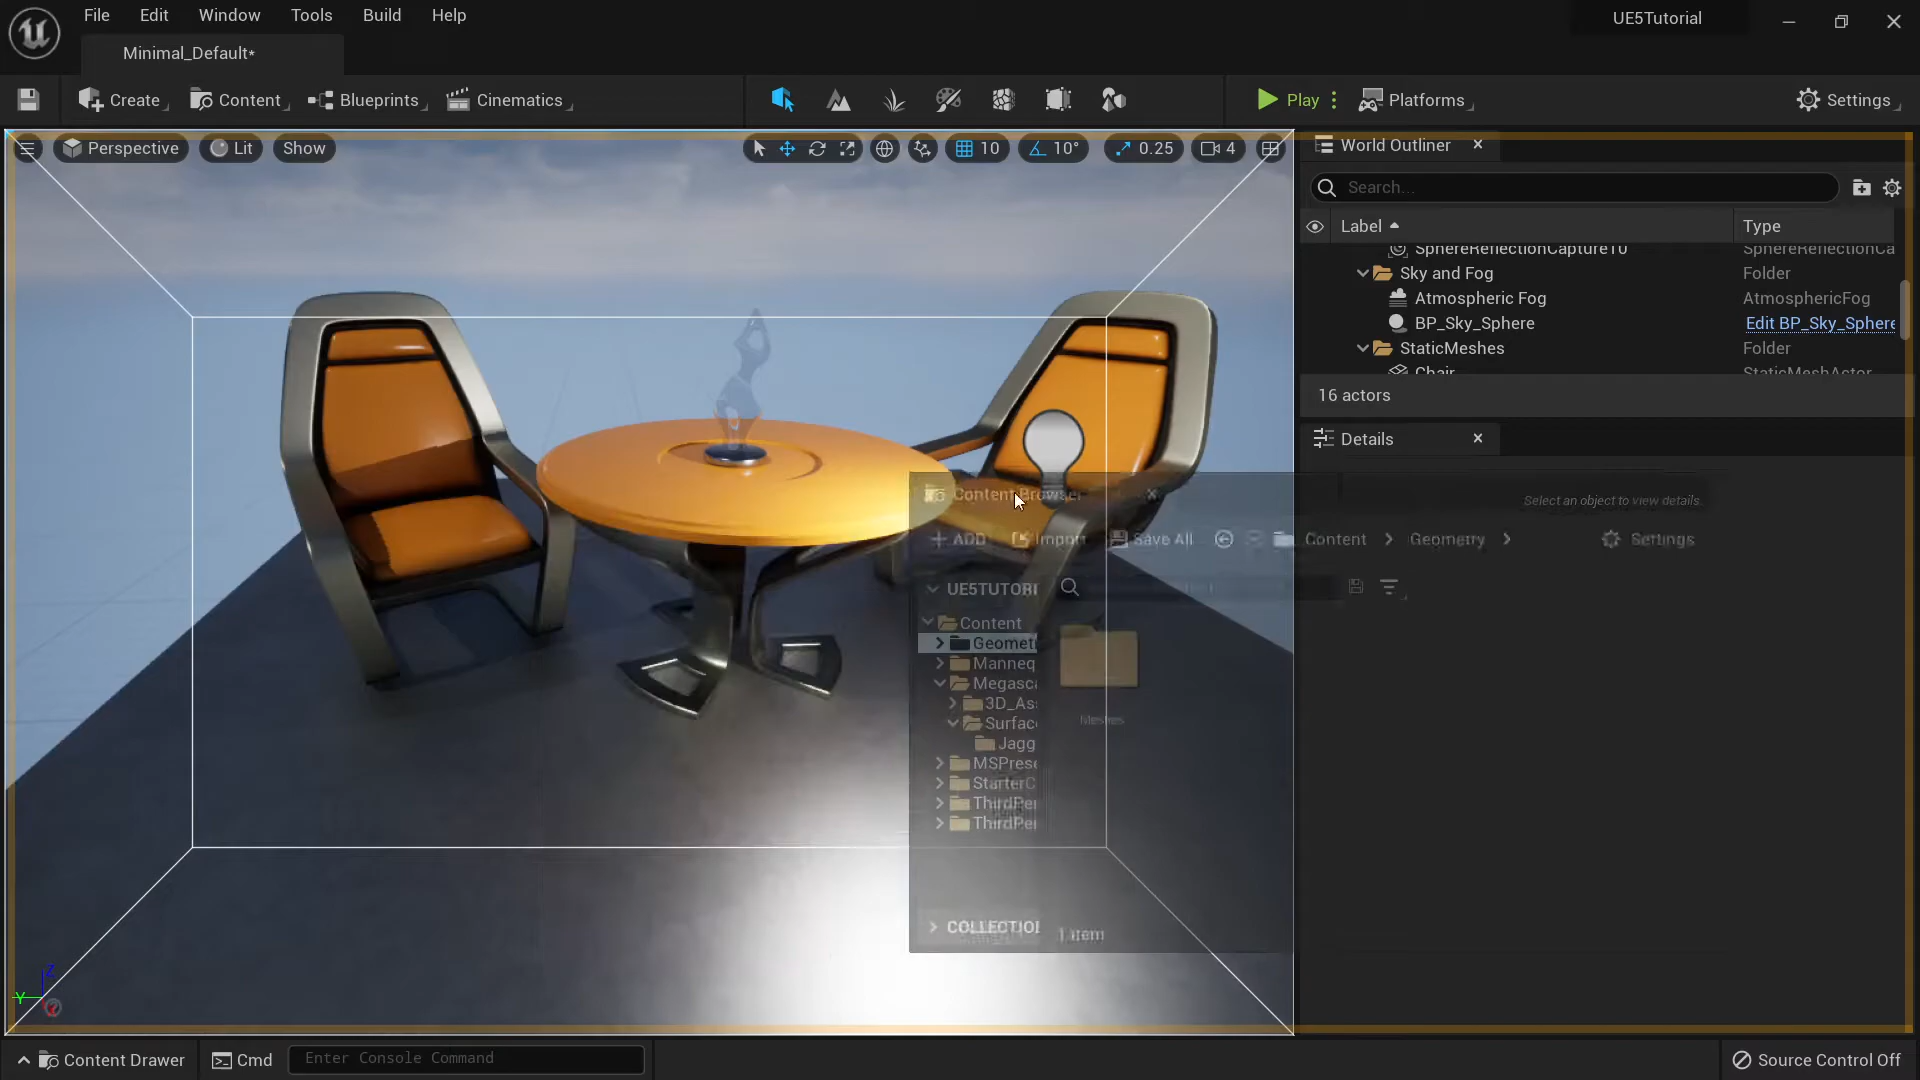 File Edit Window Tools Build Help
UE5Tutorial
Minimal_Default*
Create Content Blueprints Cinematics
Play Platforms Settings
Perspective Lit Show
10 10° 0.25 4
World Outliner
Search...
Label Type
SphereReflectionCapture10 SphereReflectionCa
Sky and Fog Folder
Atmospheric Fog AtmosphericFog
BP_Sky_Sphere Edit BP_Sky_Sphere
StaticMeshes Folder
Chair StaticMeshActor
16 actors
Details
Select an object to view details.
Content Browser
ADD Import Save All Content Geometry Settings
UE5TUTORI
Content
Geomet
Manneq
Megasca
3D_As
Surfac
Jagg
MSPrese
StarterC
ThirdPer
ThirdPer
Meshes
COLLECTIO
1 item
Z
Y
Content Drawer Cmd Enter Console Command
Source Control Off